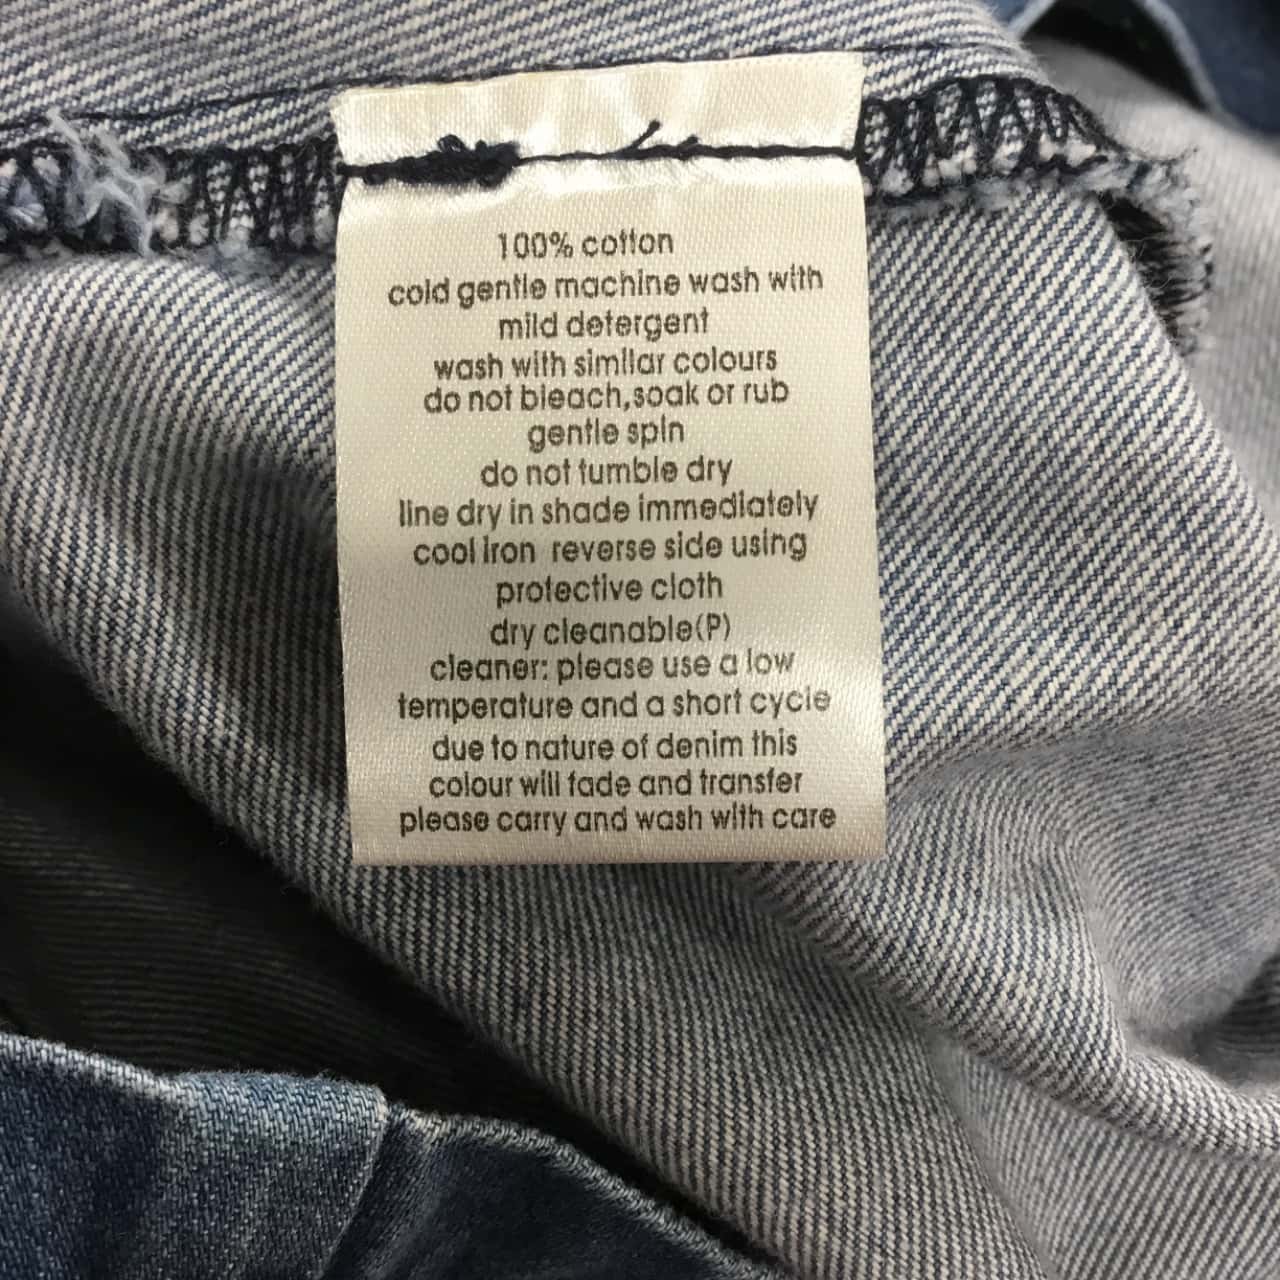 100% cotton
cold gentle machine wash with
mild detergent
wash with similar colours
do not bleach,soak or rub
gentle spin
do not tumble dry
line dry in shade immediately
cool iron reverse side using
protective cloth
dry cleanable(P)
cleaner: please use a low
temperature and a short cycle
due to nature of denim this
colour will fade and transfer
please carry and wash with care